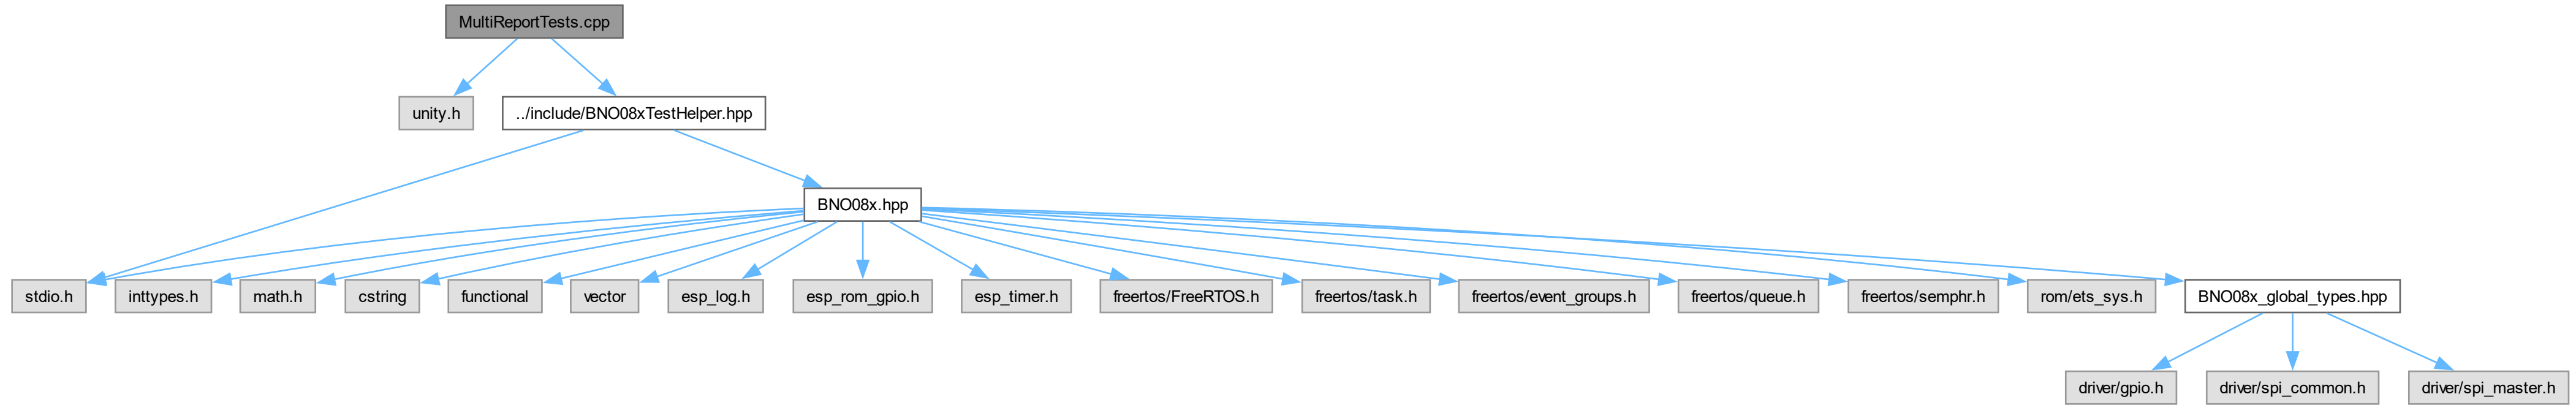 MultiReportTests.cpp
unity.h
../include/BNO08xTestHelper.hpp
BNO08x.hpp
stdio.h
inttypes.h
math.h
cstring
functional
vector
esp_log.h
esp_rom_gpio.h
esp_timer.h
freertos/FreeRTOS.h
freertos/task.h
freertos/event_groups.h
freertos/queue.h
freertos/semphr.h
rom/ets_sys.h
BNO08x_global_types.hpp
driver/gpio.h
driver/spi_common.h
driver/spi_master.h